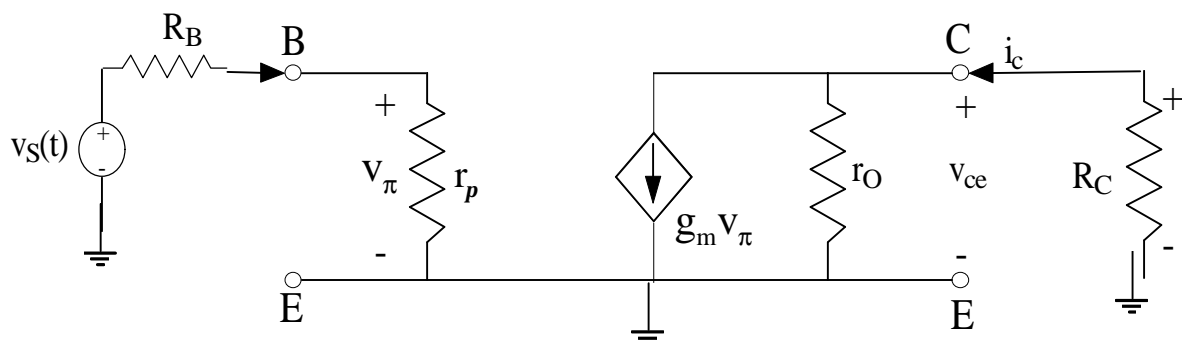 R_B
B
C
i_c
+
+
+
+
v_S(t)
-
v_π
r_p
r_O
v_ce
R_C
g_m v_π
-
-
-
E
E